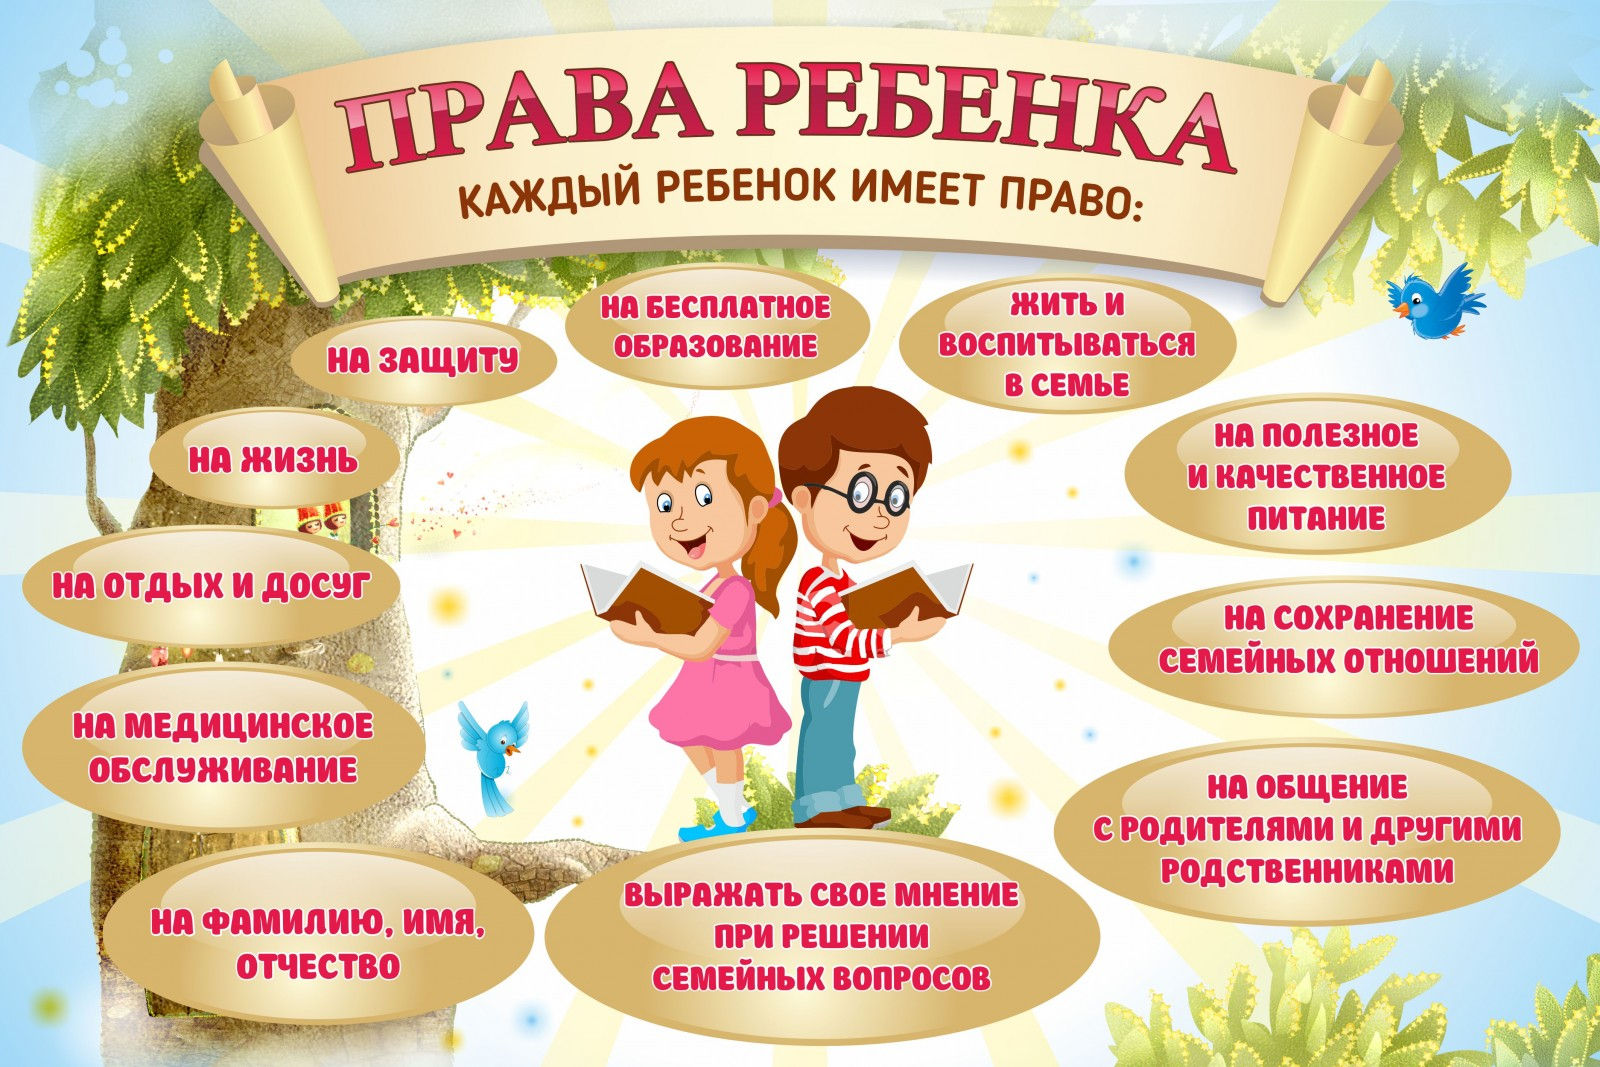 ПРАВА РЕБЕНКА
КАЖДЫЙ РЕБЕНОК ИМЕЕТ ПРАВО:
НА БЕСПЛАТНОЕ
ОБРАЗОВАНИЕ
ЖИТЬ И
ВОСПИТЫВАТЬСЯ
В СЕМЬЕ
НА ЗАЩИТУ
НА ПОЛЕЗНОЕ
И КАЧЕСТВЕННОЕ
ПИТАНИЕ
НА ЖИЗНЬ
НА ОТДЫХ И ДОСУГ
НА СОХРАНЕНИЕ
СЕМЕЙНЫХ ОТНОШЕНИЙ
НА МЕДИЦИНСКОЕ
ОБСЛУЖИВАНИЕ
НА ОБЩЕНИЕ
С РОДИТЕЛЯМИ И ДРУГИМИ
РОДСТВЕННИКАМИ
НА ФАМИЛИЮ, ИМЯ,
ОТЧЕСТВО
ВЫРАЖАТЬ СВОЕ МНЕНИЕ
ПРИ РЕШЕНИИ
СЕМЕЙНЫХ ВОПРОСОВ